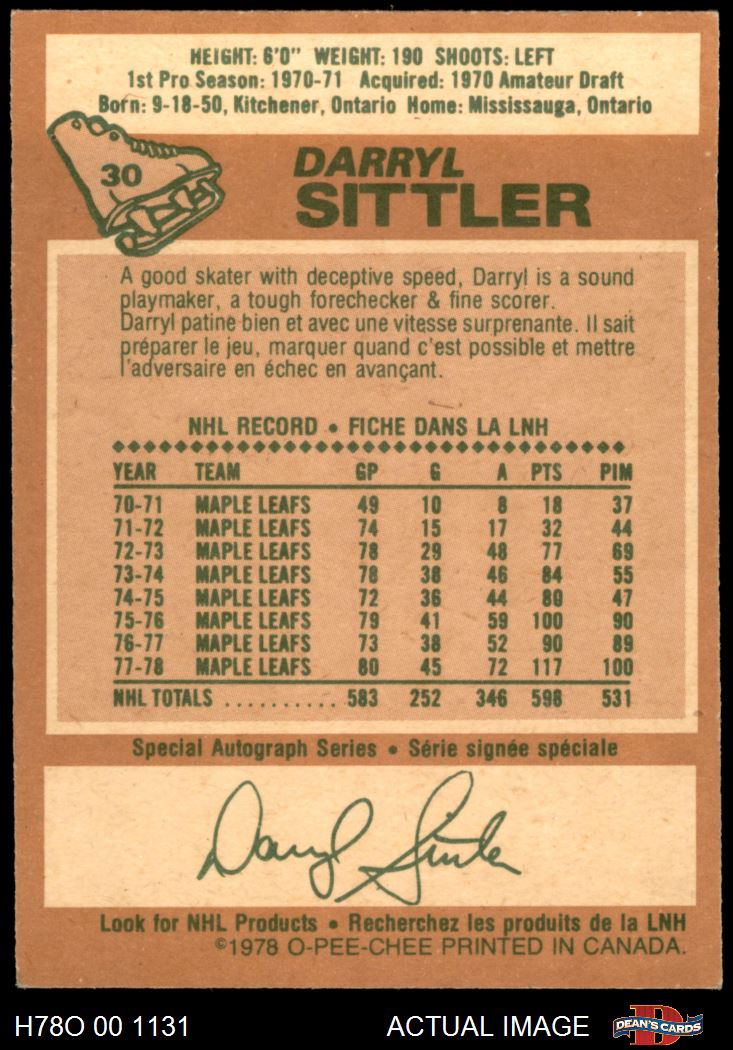 HEIGHT: 6'0" WEIGHT: 190 SHOOTS: LEFT
1st Pro Season: 1970-71 Acquired: 1970 Amateur Draft
Born: 9-18-50, Kitchener, Ontario Home: Mississauga, Ontario
30
DARRYL
SITTLER
A good skater with deceptive speed, Darryl is a sound
playmaker, a tough forechecker & fine scorer.
Darryl patine bien et avec une vitesse surprenante. Il sait
préparer le jeu, marquer quand c'est possible et mettre
l'adversaire en échec en avançant.
NHL RECORD • FICHE DANS LA LNH
YEAR TEAM GP G A PTS PIM
70-71 MAPLE LEAFS 49 10 8 18 37
71-72 MAPLE LEAFS 74 15 17 32 44
72-73 MAPLE LEAFS 78 29 48 77 69
73-74 MAPLE LEAFS 78 38 46 84 55
74-75 MAPLE LEAFS 72 36 44 80 47
75-76 MAPLE LEAFS 79 41 59 100 90
76-77 MAPLE LEAFS 73 38 52 90 89
77-78 MAPLE LEAFS 80 45 72 117 100
NHL TOTALS .......... 583 252 346 598 531
Special Autograph Series • Série signée spéciale
Darryl Sittler
Look for NHL Products • Recherchez les produits de la LNH
©1978 O-PEE-CHEE PRINTED IN CANADA.
H78O 00 1131 ACTUAL IMAGE D DEAN'S CARDS